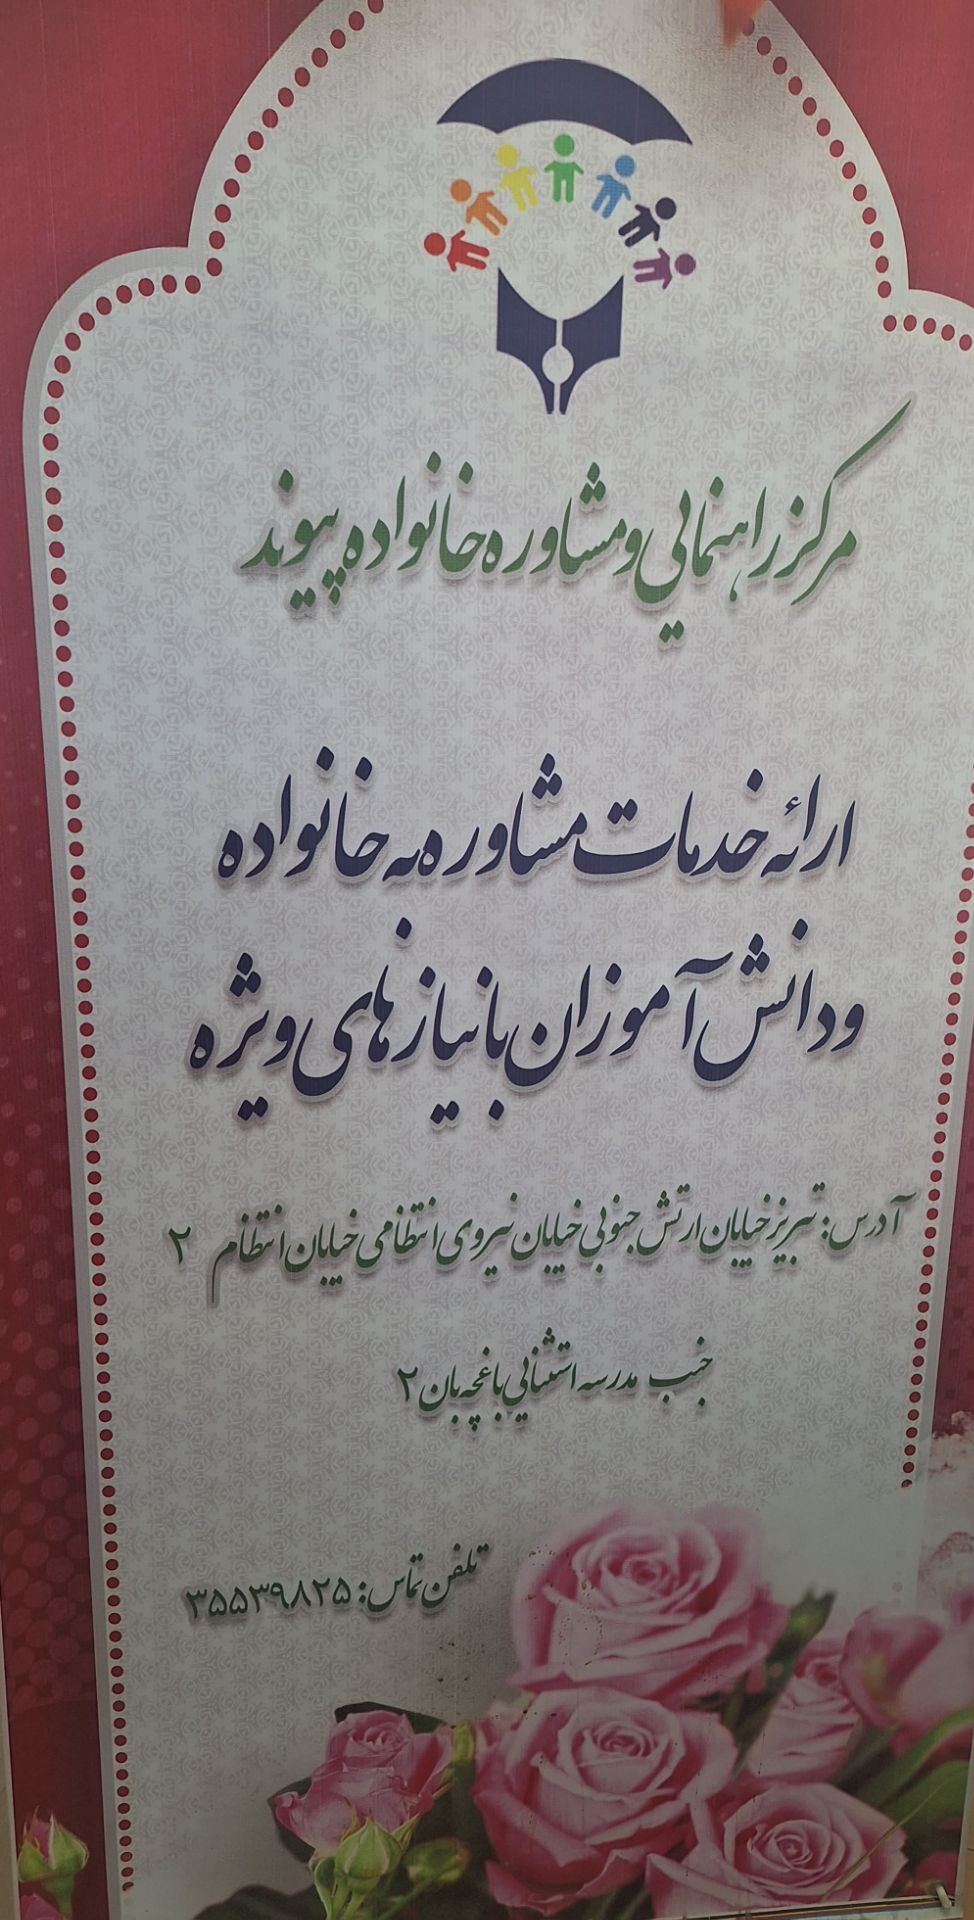 مرکز راهنمایی و مشاوره خانواده پیوند
ارائه خدمات مشاوره به خانواده
و دانش آموزان با نیازهای ویژه
آدرس: تبریز خیابان ارتش جنوبی خیابان نیروی انتظامی خیابان انتظام ۲
جنب مدرسه استثنایی باغچه بان ۲
تلفن تماس: ۳۵۵۳۹۸۲۵